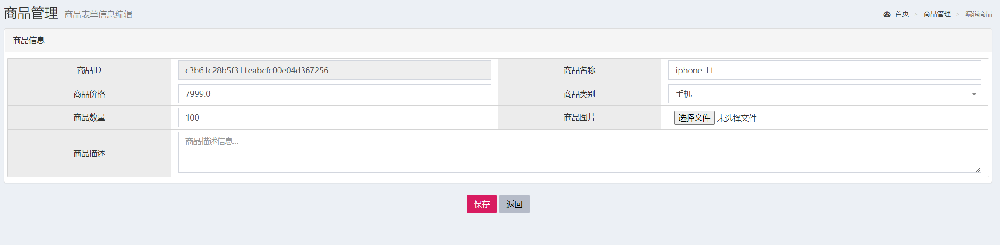 商品管理 商品表单信息编辑 首页 > 商品管理 > 编辑商品
商品信息
商品ID c3b61c28b5f311eabcfc00e04d367256 商品名称 iphone 11
商品价格 7999.0 商品类别 手机
商品数量 100 商品图片 选择文件 未选择文件
商品描述 商品描述信息...
保存 返回